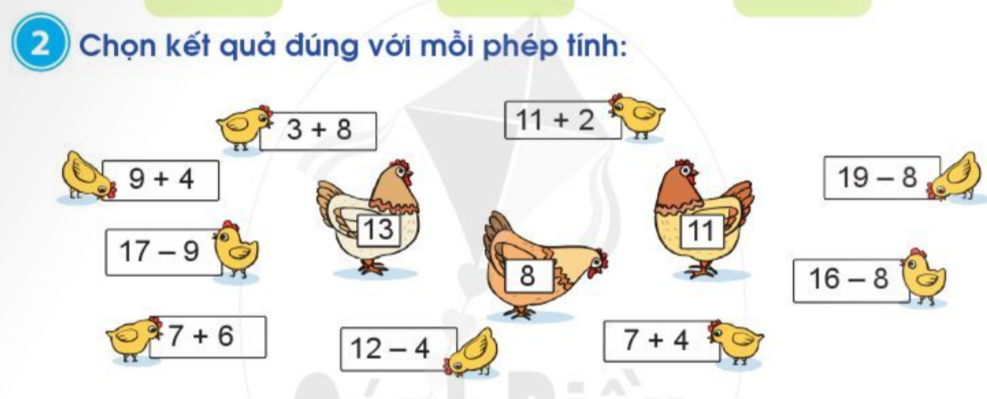 2 Chọn kết quả đúng với mỗi phép tính:
3 + 8
11 + 2
9 + 4
19 – 8
13
11
17 – 9
8
16 – 8
7 + 6
12 – 4
7 + 4